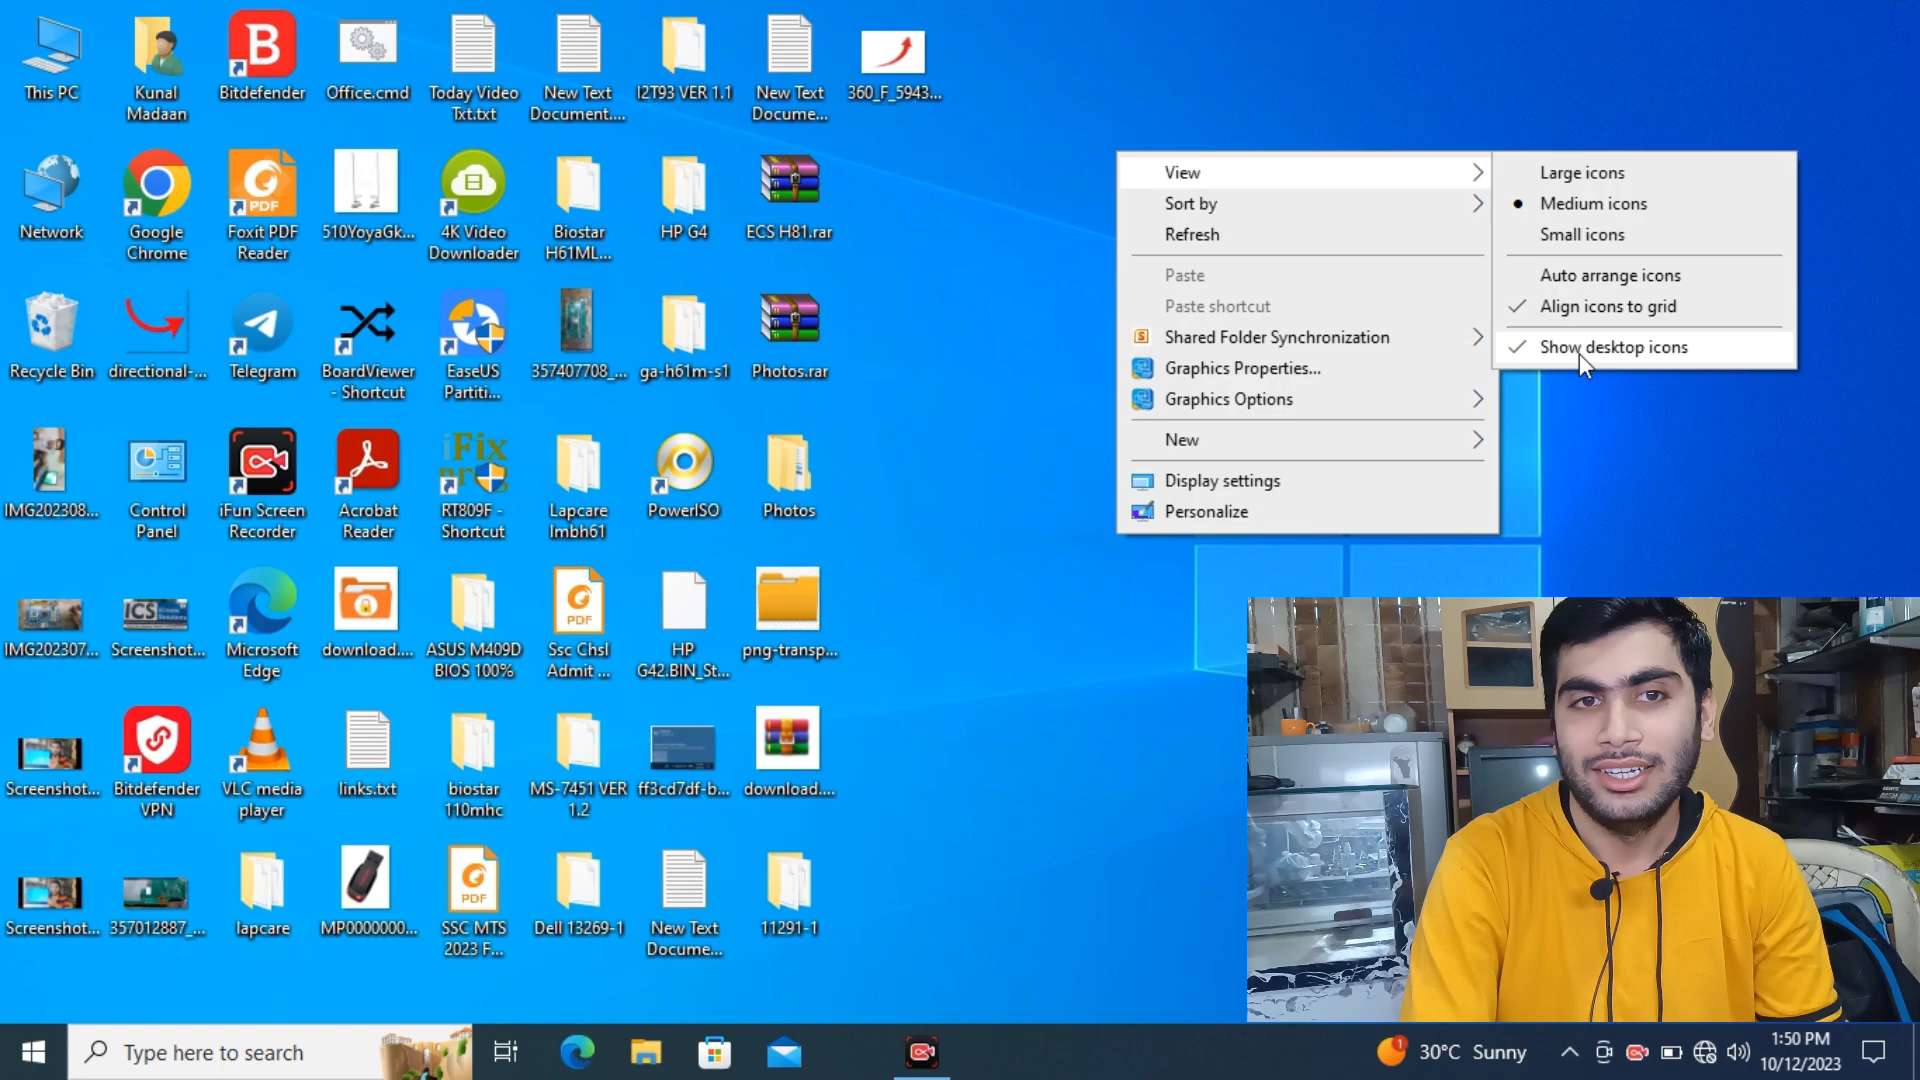 This PC
Kunal
Madaan
Bitdefender
Office.cmd
Today Video
Txt.txt
New Text
Document....
I2T93 VER 1.1
New Text
Docume...
360_F_5943...
Network
Google
Chrome
PDF
Foxit PDF
Reader
510YoyaGk...
4K Video
Downloader
Biostar
H61ML...
HP G4
ECS H81.rar
Recycle Bin
directional-...
Telegram
BoardViewer
- Shortcut
EaseUS
Partiti...
357407708_...
ga-h61m-s1
Photos.rar
IMG202308...
Control
Panel
iFun Screen
Recorder
Acrobat
Reader
iFix
RT809F -
Shortcut
Lapcare
lmbh61
PowerISO
Photos
IMG202307...
ICS
Screenshot...
Microsoft
Edge
download....
ASUS M409D
BIOS 100%
PDF
Ssc Chsl
Admit ...
HP
G42.BIN_St...
png-transp...
Screenshot...
Bitdefender
VPN
VLC media
player
links.txt
biostar
110mhc
MS-7451 VER
1.2
ff3cd7df-b...
download....
Screenshot...
357012887_...
lapcare
MP0000000...
PDF
SSC MTS
2023 F...
Dell 13269-1
New Text
Docume...
11291-1
View
Sort by
Refresh
Paste
Paste shortcut
Shared Folder Synchronization
Graphics Properties...
Graphics Options
New
Display settings
Personalize
Large icons
Medium icons
Small icons
Auto arrange icons
Align icons to grid
Show desktop icons
Type here to search
1
30°C Sunny
1:50 PM
10/12/2023